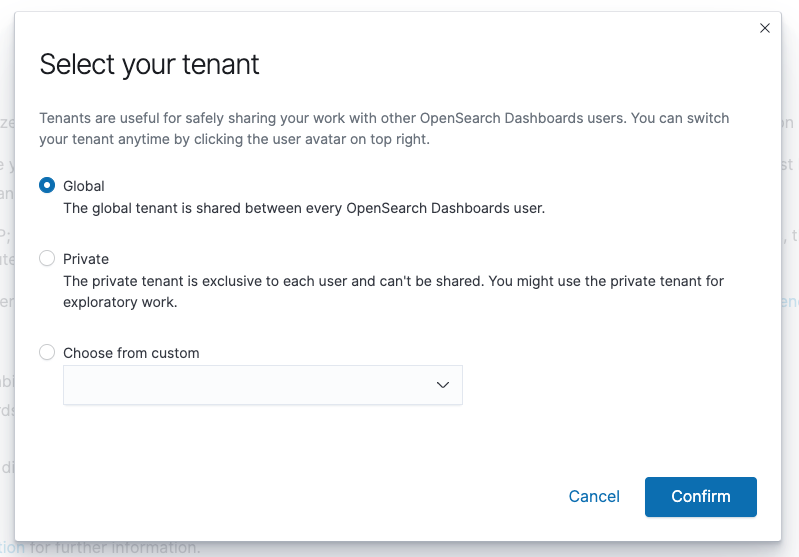 Select your tenant
Tenants are useful for safely sharing your work with other OpenSearch Dashboards users. You can switch
your tenant anytime by clicking the user avatar on top right.
Global
The global tenant is shared between every OpenSearch Dashboards user.
Private
The private tenant is exclusive to each user and can't be shared. You might use the private tenant for
exploratory work.
Choose from custom
Cancel
Confirm
for further information.